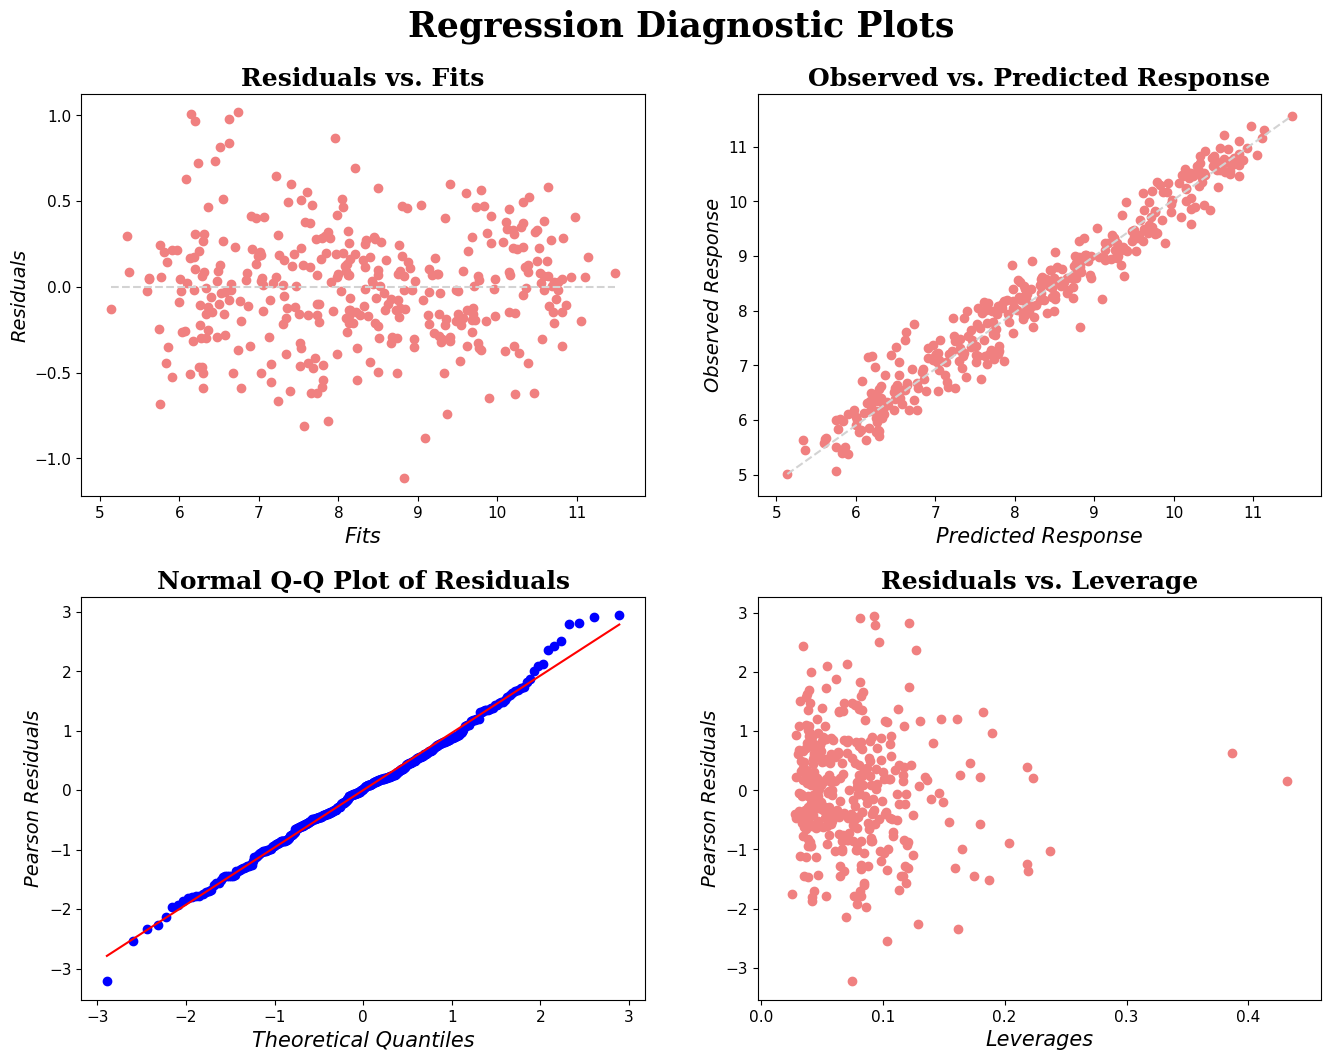 Regression Diagnostic Plots
Residuals vs. Fits
Residuals
1.0
0.5
0.0
−0.5
−1.0
5 6 7 8 9 10 11
Fits
Observed vs. Predicted Response
Observed Response
11
10
9
8
7
6
5
5 6 7 8 9 10 11
Predicted Response
Normal Q-Q Plot of Residuals
Pearson Residuals
3
2
1
0
−1
−2
−3
−3 −2 −1 0 1 2 3
Theoretical Quantiles
Residuals vs. Leverage
Pearson Residuals
3
2
1
0
−1
−2
−3
0.0 0.1 0.2 0.3 0.4
Leverages